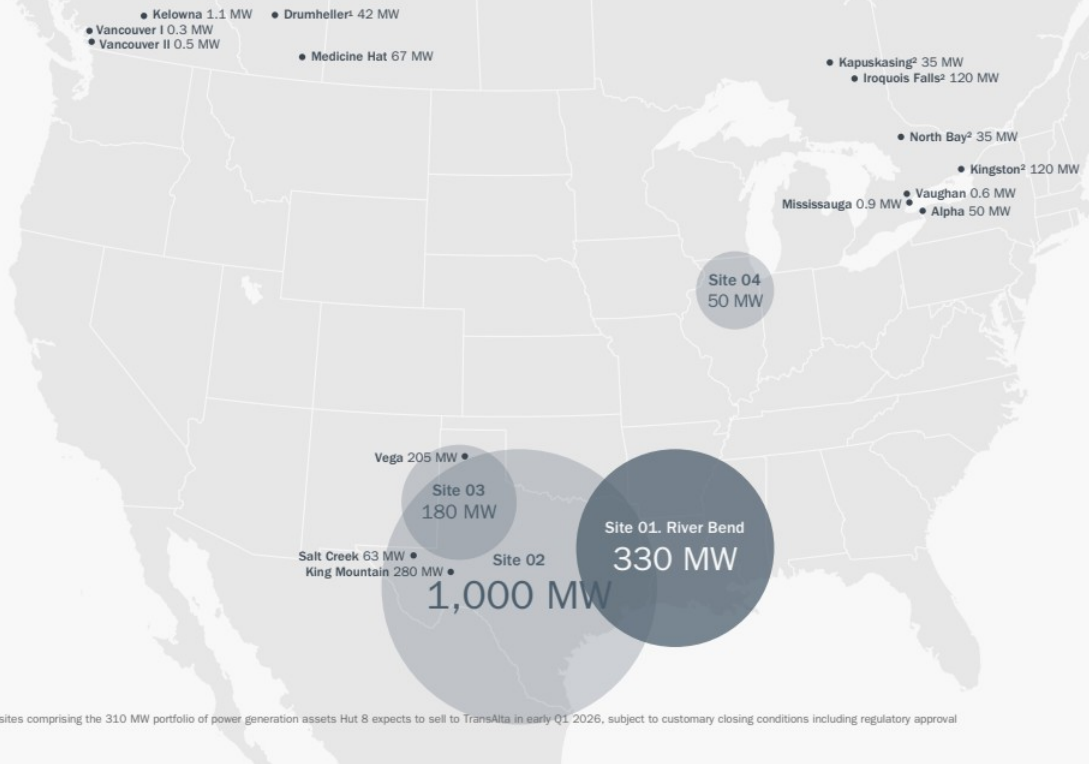 Kelowna 1.1 MW
Drumheller¹ 42 MW
Vancouver I 0.3 MW
Vancouver II 0.5 MW
Medicine Hat 67 MW
Kapuskasing² 35 MW
Iroquois Falls² 120 MW
North Bay² 35 MW
Kingston² 120 MW
Vaughan 0.6 MW
Mississauga 0.9 MW
Alpha 50 MW
Site 04
50 MW
Vega 205 MW
Site 03
180 MW
Site 01. River Bend
330 MW
Salt Creek 63 MW
King Mountain 280 MW
Site 02
1,000 MW
sites comprising the 310 MW portfolio of power generation assets Hut 8 expects to sell to TransAlta in early Q1 2026, subject to customary closing conditions including regulatory approval